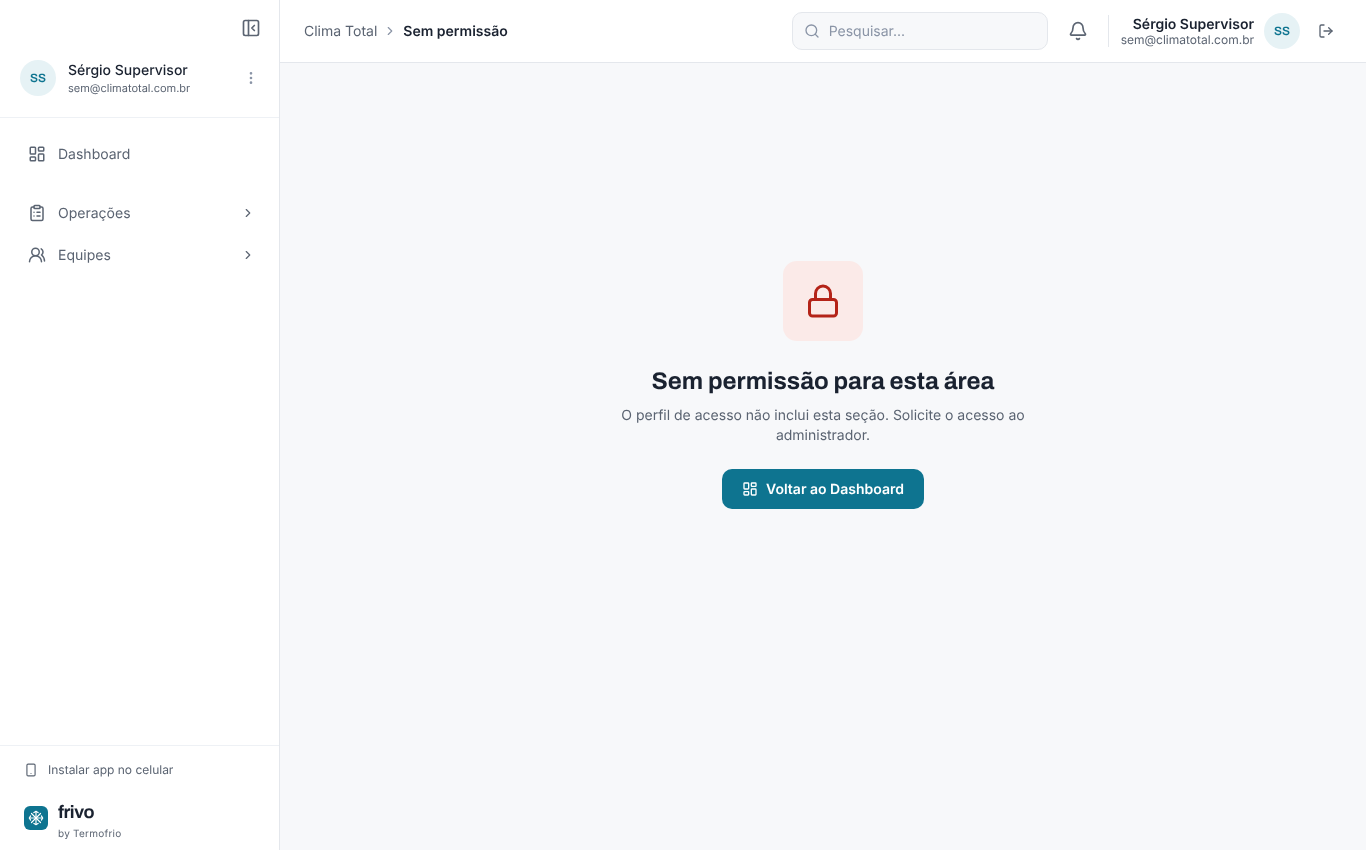 SS
Sérgio Supervisor
sem@climatotal.com.br
Dashboard
Operações
Equipes
Instalar app no celular
frivo
by Termofrio
Clima Total > Sem permissão
Pesquisar...
Sérgio Supervisor
sem@climatotal.com.br
SS
Sem permissão para esta área
O perfil de acesso não inclui esta seção. Solicite o acesso ao
administrador.
Voltar ao Dashboard